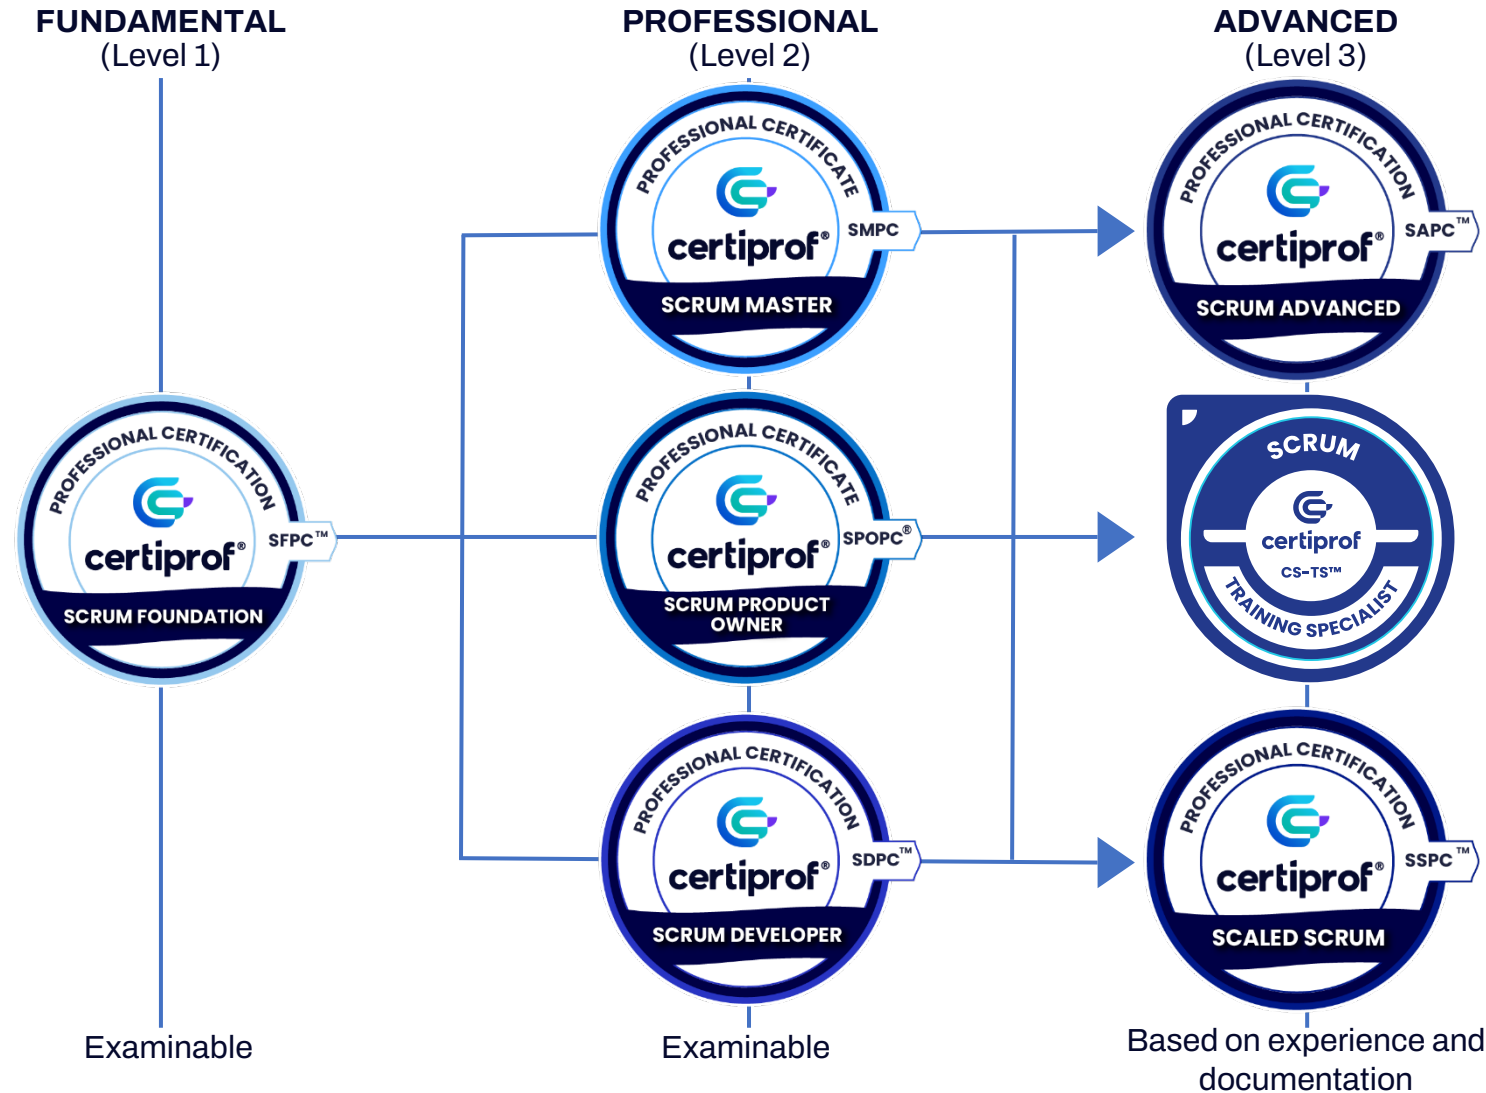 FUNDAMENTAL
(Level 1)
PROFESSIONAL CERTIFICATION
certiprof®
SFPC™
SCRUM FOUNDATION
Examinable
PROFESSIONAL
(Level 2)
PROFESSIONAL CERTIFICATE
certiprof®
SMPC
SCRUM MASTER
PROFESSIONAL CERTIFICATE
certiprof®
SPOPC®
SCRUM PRODUCT
OWNER
PROFESSIONAL CERTIFICATION
certiprof®
SDPC™
SCRUM DEVELOPER
Examinable
ADVANCED
(Level 3)
PROFESSIONAL CERTIFICATION
certiprof®
SAPC™
SCRUM ADVANCED
SCRUM
certiprof
CS-TS™
TRAINING SPECIALIST
PROFESSIONAL CERTIFICATION
certiprof®
SSPC™
SCALED SCRUM
Based on experience and
documentation